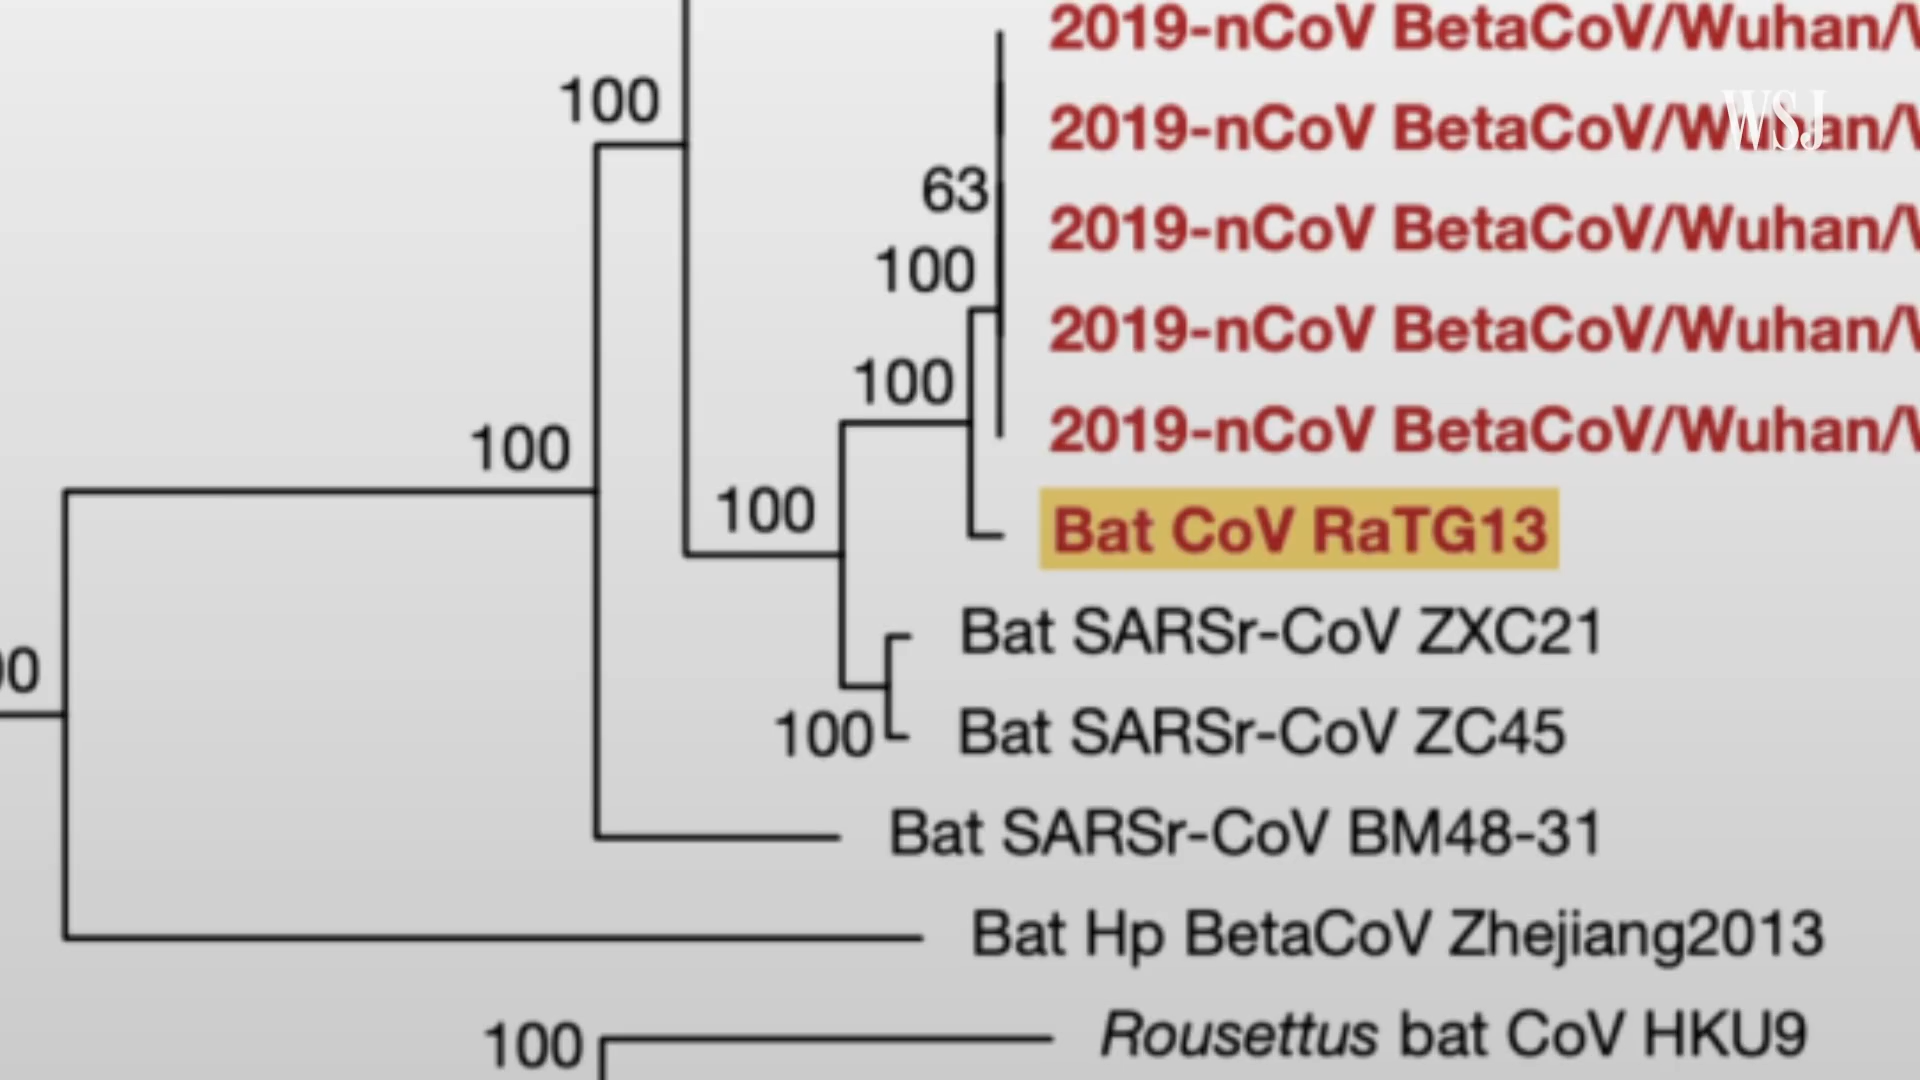 2019-nCoV BetaCoV/Wuhan/
100
WSJ
2019-nCoV BetaCoV/Wuhan/
63
2019-nCoV BetaCoV/Wuhan/
100
2019-nCoV BetaCoV/Wuhan/
100
2019-nCoV BetaCoV/Wuhan/
100
100
Bat CoV RaTG13
Bat SARSr-CoV ZXC21
00
100
Bat SARSr-CoV ZC45
Bat SARSr-CoV BM48-31
Bat Hp BetaCoV Zhejiang2013
100
Rousettus bat CoV HKU9